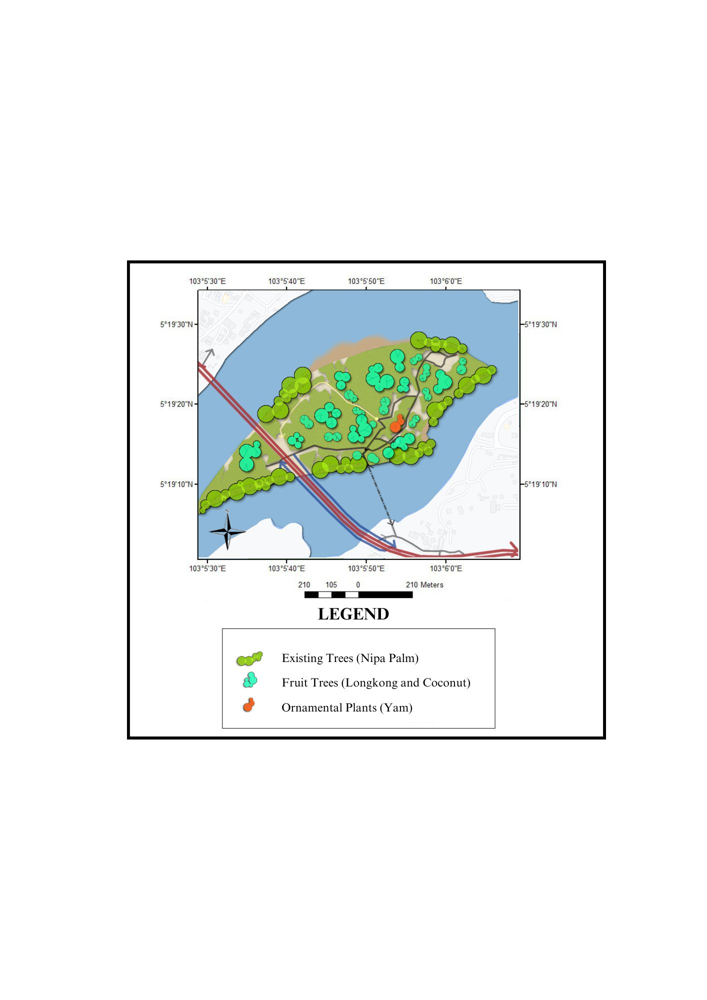 103°5'30"E 103°5'40"E 103°5'50"E 103°6'0"E
5°19'30"N 5°19'30"N
5°19'20"N 5°19'20"N
5°19'10"N 5°19'10"N
103°5'30"E 103°5'40"E 103°5'50"E 103°6'0"E
210 105 0 210 Meters
LEGEND
Existing Trees (Nipa Palm)
Fruit Trees (Longkong and Coconut)
Ornamental Plants (Yam)